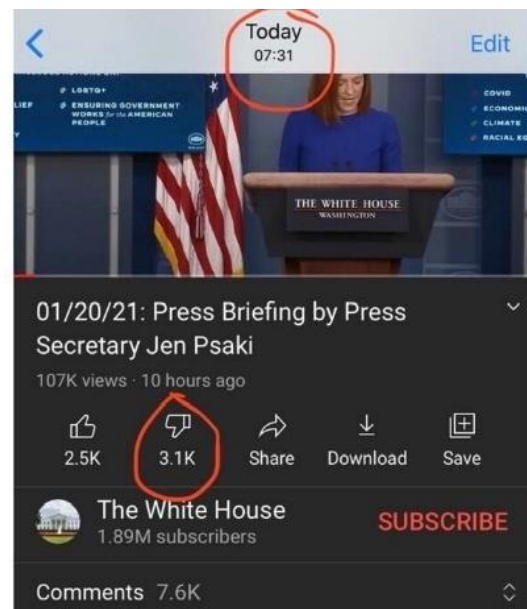 Today
Edit
07:31
LGBTQ+
LIEF
ENSURING GOVERNMENT
WORKS for the AMERICAN
PEOPLE
COVID
ECONOMI
CLIMATE
RACIAL EQ
THE WHITE HOUSE
WASHINGTON
01/20/21: Press Briefing by Press
Secretary Jen Psaki
107K views · 10 hours ago
2.5K
3.1K
Share
Download
Save
The White House
1.89M subscribers
SUBSCRIBE
Comments 7.6K